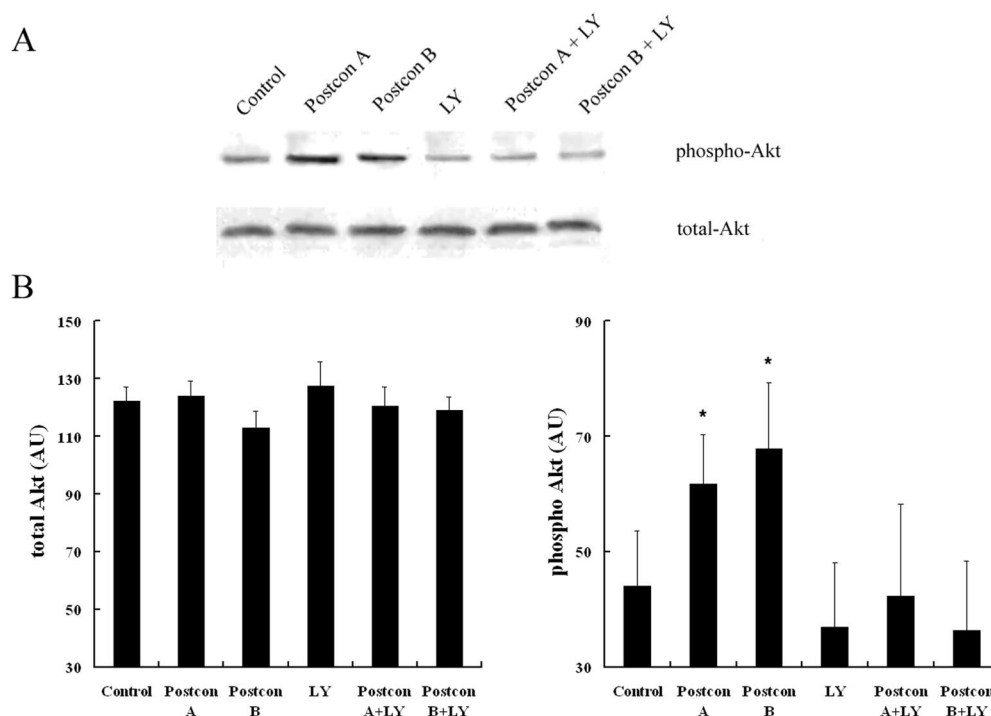 A
Control
Postcon A
Postcon B
LY
Postcon A + LY
Postcon B + LY
phospho-Akt
total-Akt
B
total Akt (AU)
150
130
110
90
70
50
30
Control
Postcon A
Postcon B
LY
Postcon A+LY
Postcon B+LY
phospho Akt (AU)
90
70
50
30
*
*
Control
Postcon A
Postcon B
LY
Postcon A+LY
Postcon B+LY